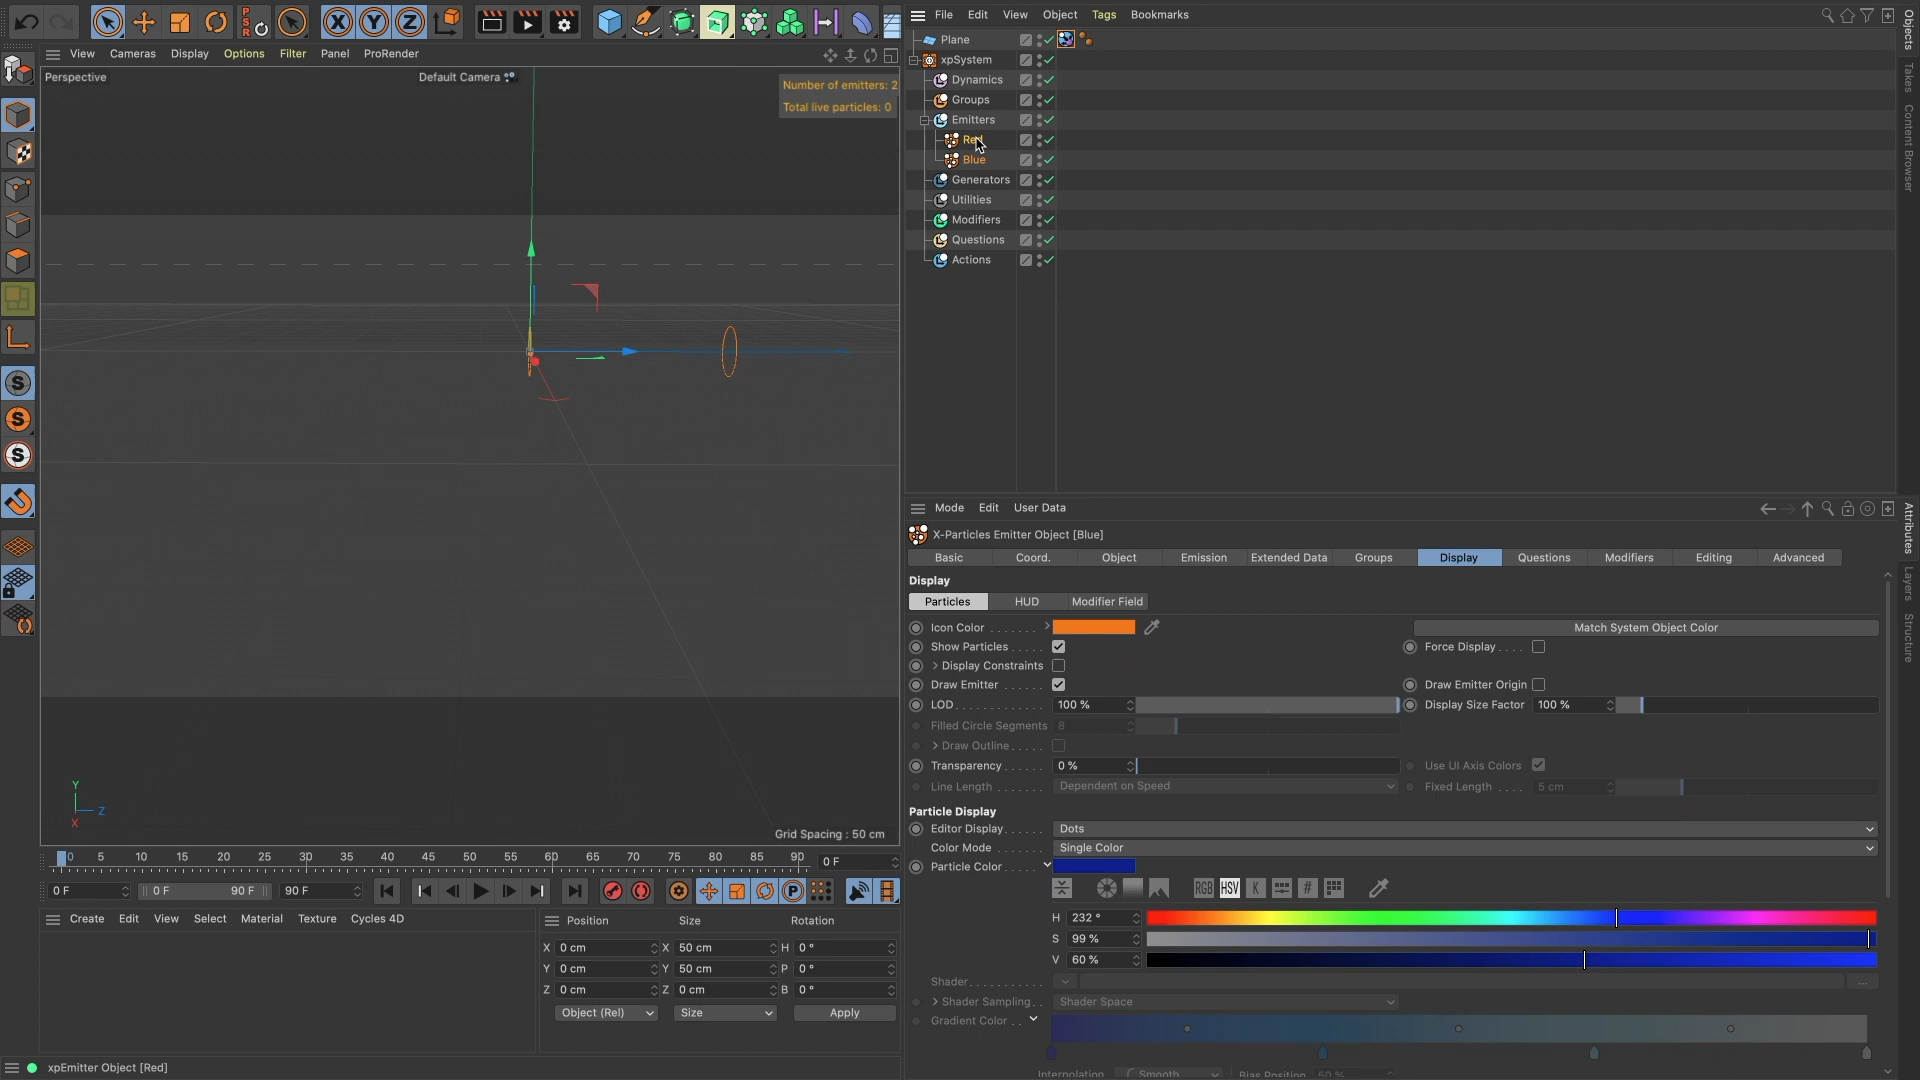 File Edit View Object Tags Bookmarks
View Cameras Display Options Filter Panel ProRender
Perspective
Default Camera
Number of emitters: 2
Total live particles: 0
Plane
xpSystem
Dynamics
Groups
Emitters
Red
Blue
Generators
Utilities
Modifiers
Questions
Actions
Objects
Takes
Content Browser
Y
Z
X
Grid Spacing : 50 cm
0 5 10 15 20 25 30 35 40 45 50 55 60 65 70 75 80 85 90 0 F
0 F 0 F 90 F 90 F
Create Edit View Select Material Texture Cycles 4D
Position Size Rotation
X 0 cm X 50 cm H 0 °
Y 0 cm Y 50 cm P 0 °
Z 0 cm Z 0 cm B 0 °
Object (Rel) Size Apply
xpEmitter Object [Red]
Mode Edit User Data
X-Particles Emitter Object [Blue]
Basic Coord. Object Emission Extended Data Groups Display Questions Modifiers Editing Advanced
Display
Particles HUD Modifier Field
Icon Color Match System Object Color
Show Particles Force Display
Display Constraints
Draw Emitter Draw Emitter Origin
LOD 100 % Display Size Factor 100 %
Filled Circle Segments 8
Draw Outline
Transparency 0 % Use UI Axis Colors
Line Length Dependent on Speed Fixed Length 5 cm
Particle Display
Editor Display Dots
Color Mode Single Color
Particle Color
RGB HSV K #
H 232 °
S 99 %
V 60 %
Shader ...
Shader Sampling Shader Space
Gradient Color
Interpolation Smooth Bias Position 50 %
Attributes
Layers
Structure